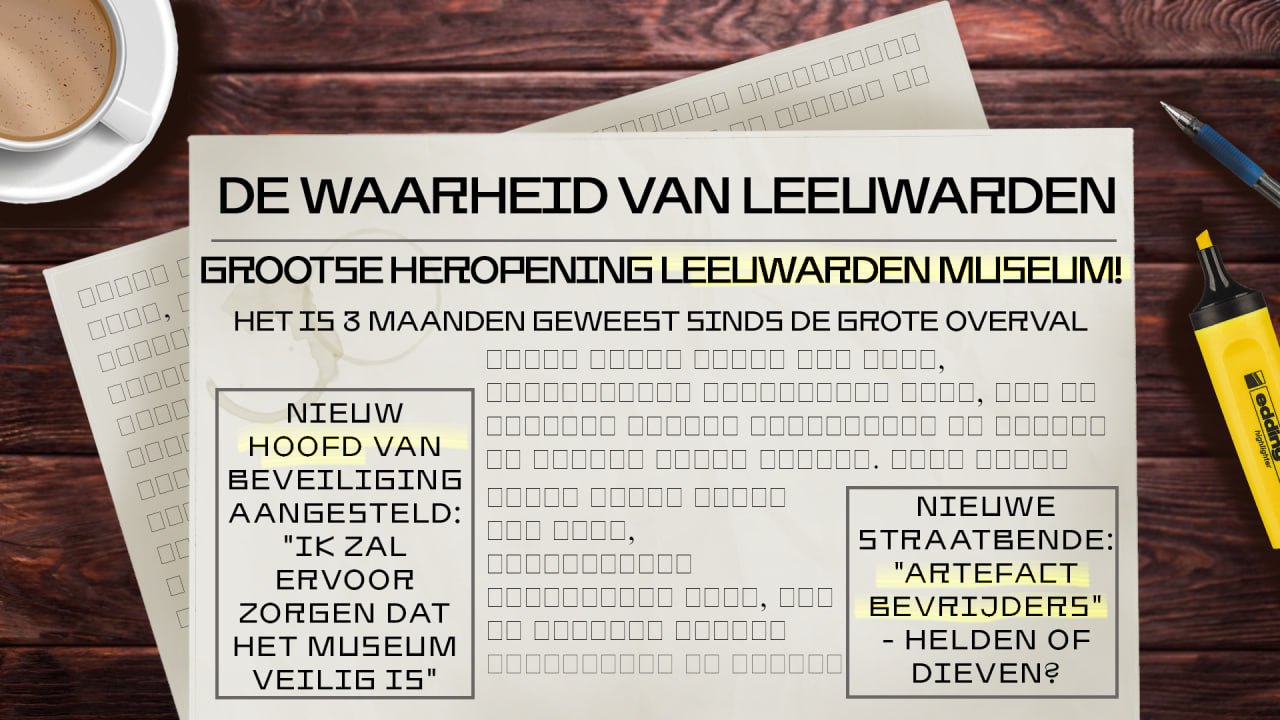 DE WAARHEID VAN LEEUWARDEN
GROOTSE HEROPENING LEEUWARDEN MUSEUM!
HET IS 3 MAANDEN GEWEEST SINDS DE GROTE OVERVAL
NIEUW
HOOFD VAN
BEVEILIGING
AANGESTELD:
"IK ZAL
ERVOOR
ZORGEN DAT
HET MUSEUM
VEILIG IS"
NIEUWE
STRAATBENDE:
"ARTEFACT
BEVRIJDERS"
- HELDEN OF
DIEVEN?
edding
highlighter